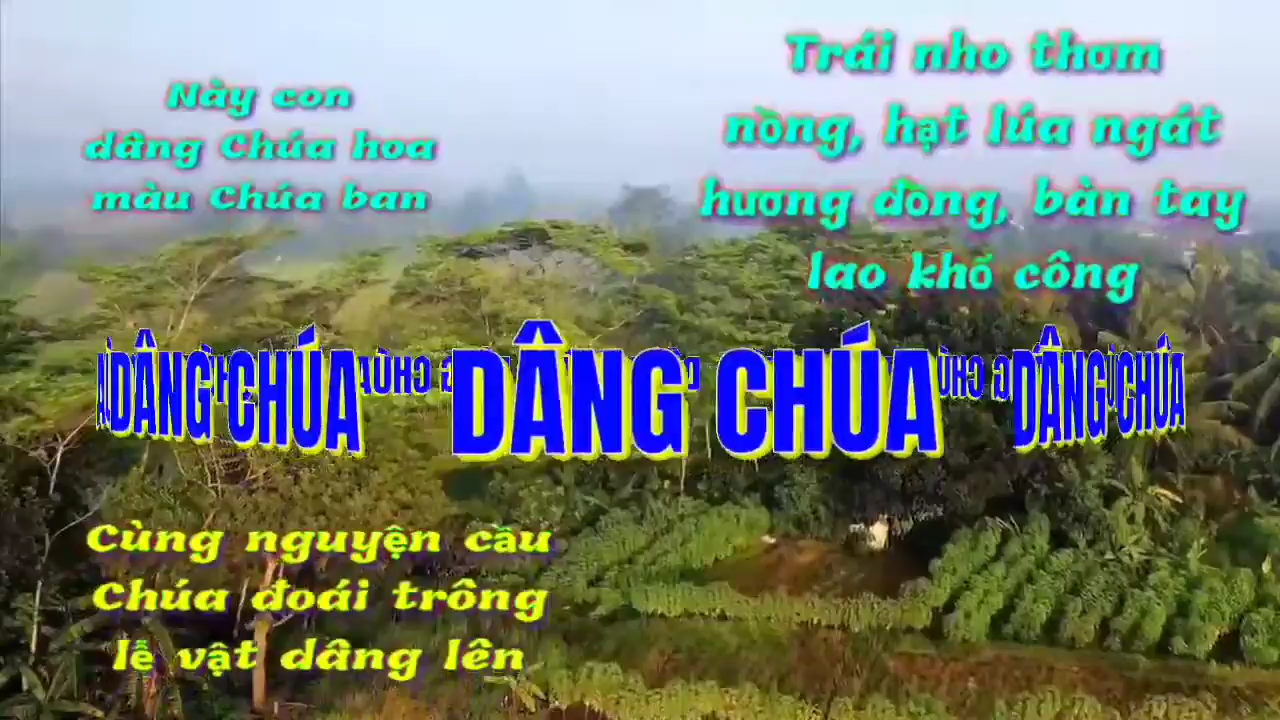 Này con
dâng Chúa hoa
màu Chúa ban
Trái nho thơm
nồng, hạt lúa ngát
hương đồng, bàn tay
lao khổ công
DÂNG CHÚA DÂNG CHÚA DÂNG CHÚA
Cùng nguyện cầu
Chúa đoái trông
lễ vật dâng lên